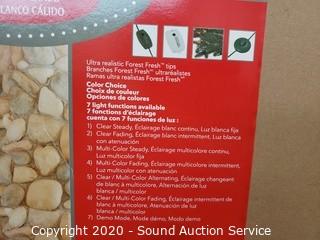 LANCO CÁLIDO
Ultra realistic Forest Fresh™ tips
Branches Forest Fresh™ ultraréalistes
Ramas ultra realistas Forest Fresh™
Color Choice
Choix de couleur
Opciones de colores
7 light functions available
7 fonctions d'éclairage
cuenta con 7 funciones de luz :
1) Clear Steady, Éclairage blanc continu, Luz blanca fija
2) Clear Fading, Éclairage blanc intermittent, Luz blanca
con atenuación
3) Multi-Color Steady, Éclairage multicolore continu,
Luz multicolor fija
4) Multi-Color Fading, Éclairage multicolore intermittent,
Luz multicolor con atenuación
5) Clear / Multi-Color Alternating, Éclairage changeant
de blanc à multicolore, Alternación de luz
blanca / multicolor
6) Clear / Multi-Color Fading, Éclairage intermittent de
blanc à multicolore, Atenuación de luz
blanca / multicolor
7) Demo Mode, Mode démo, Modo demo
Copyright 2020 - Sound Auction Service